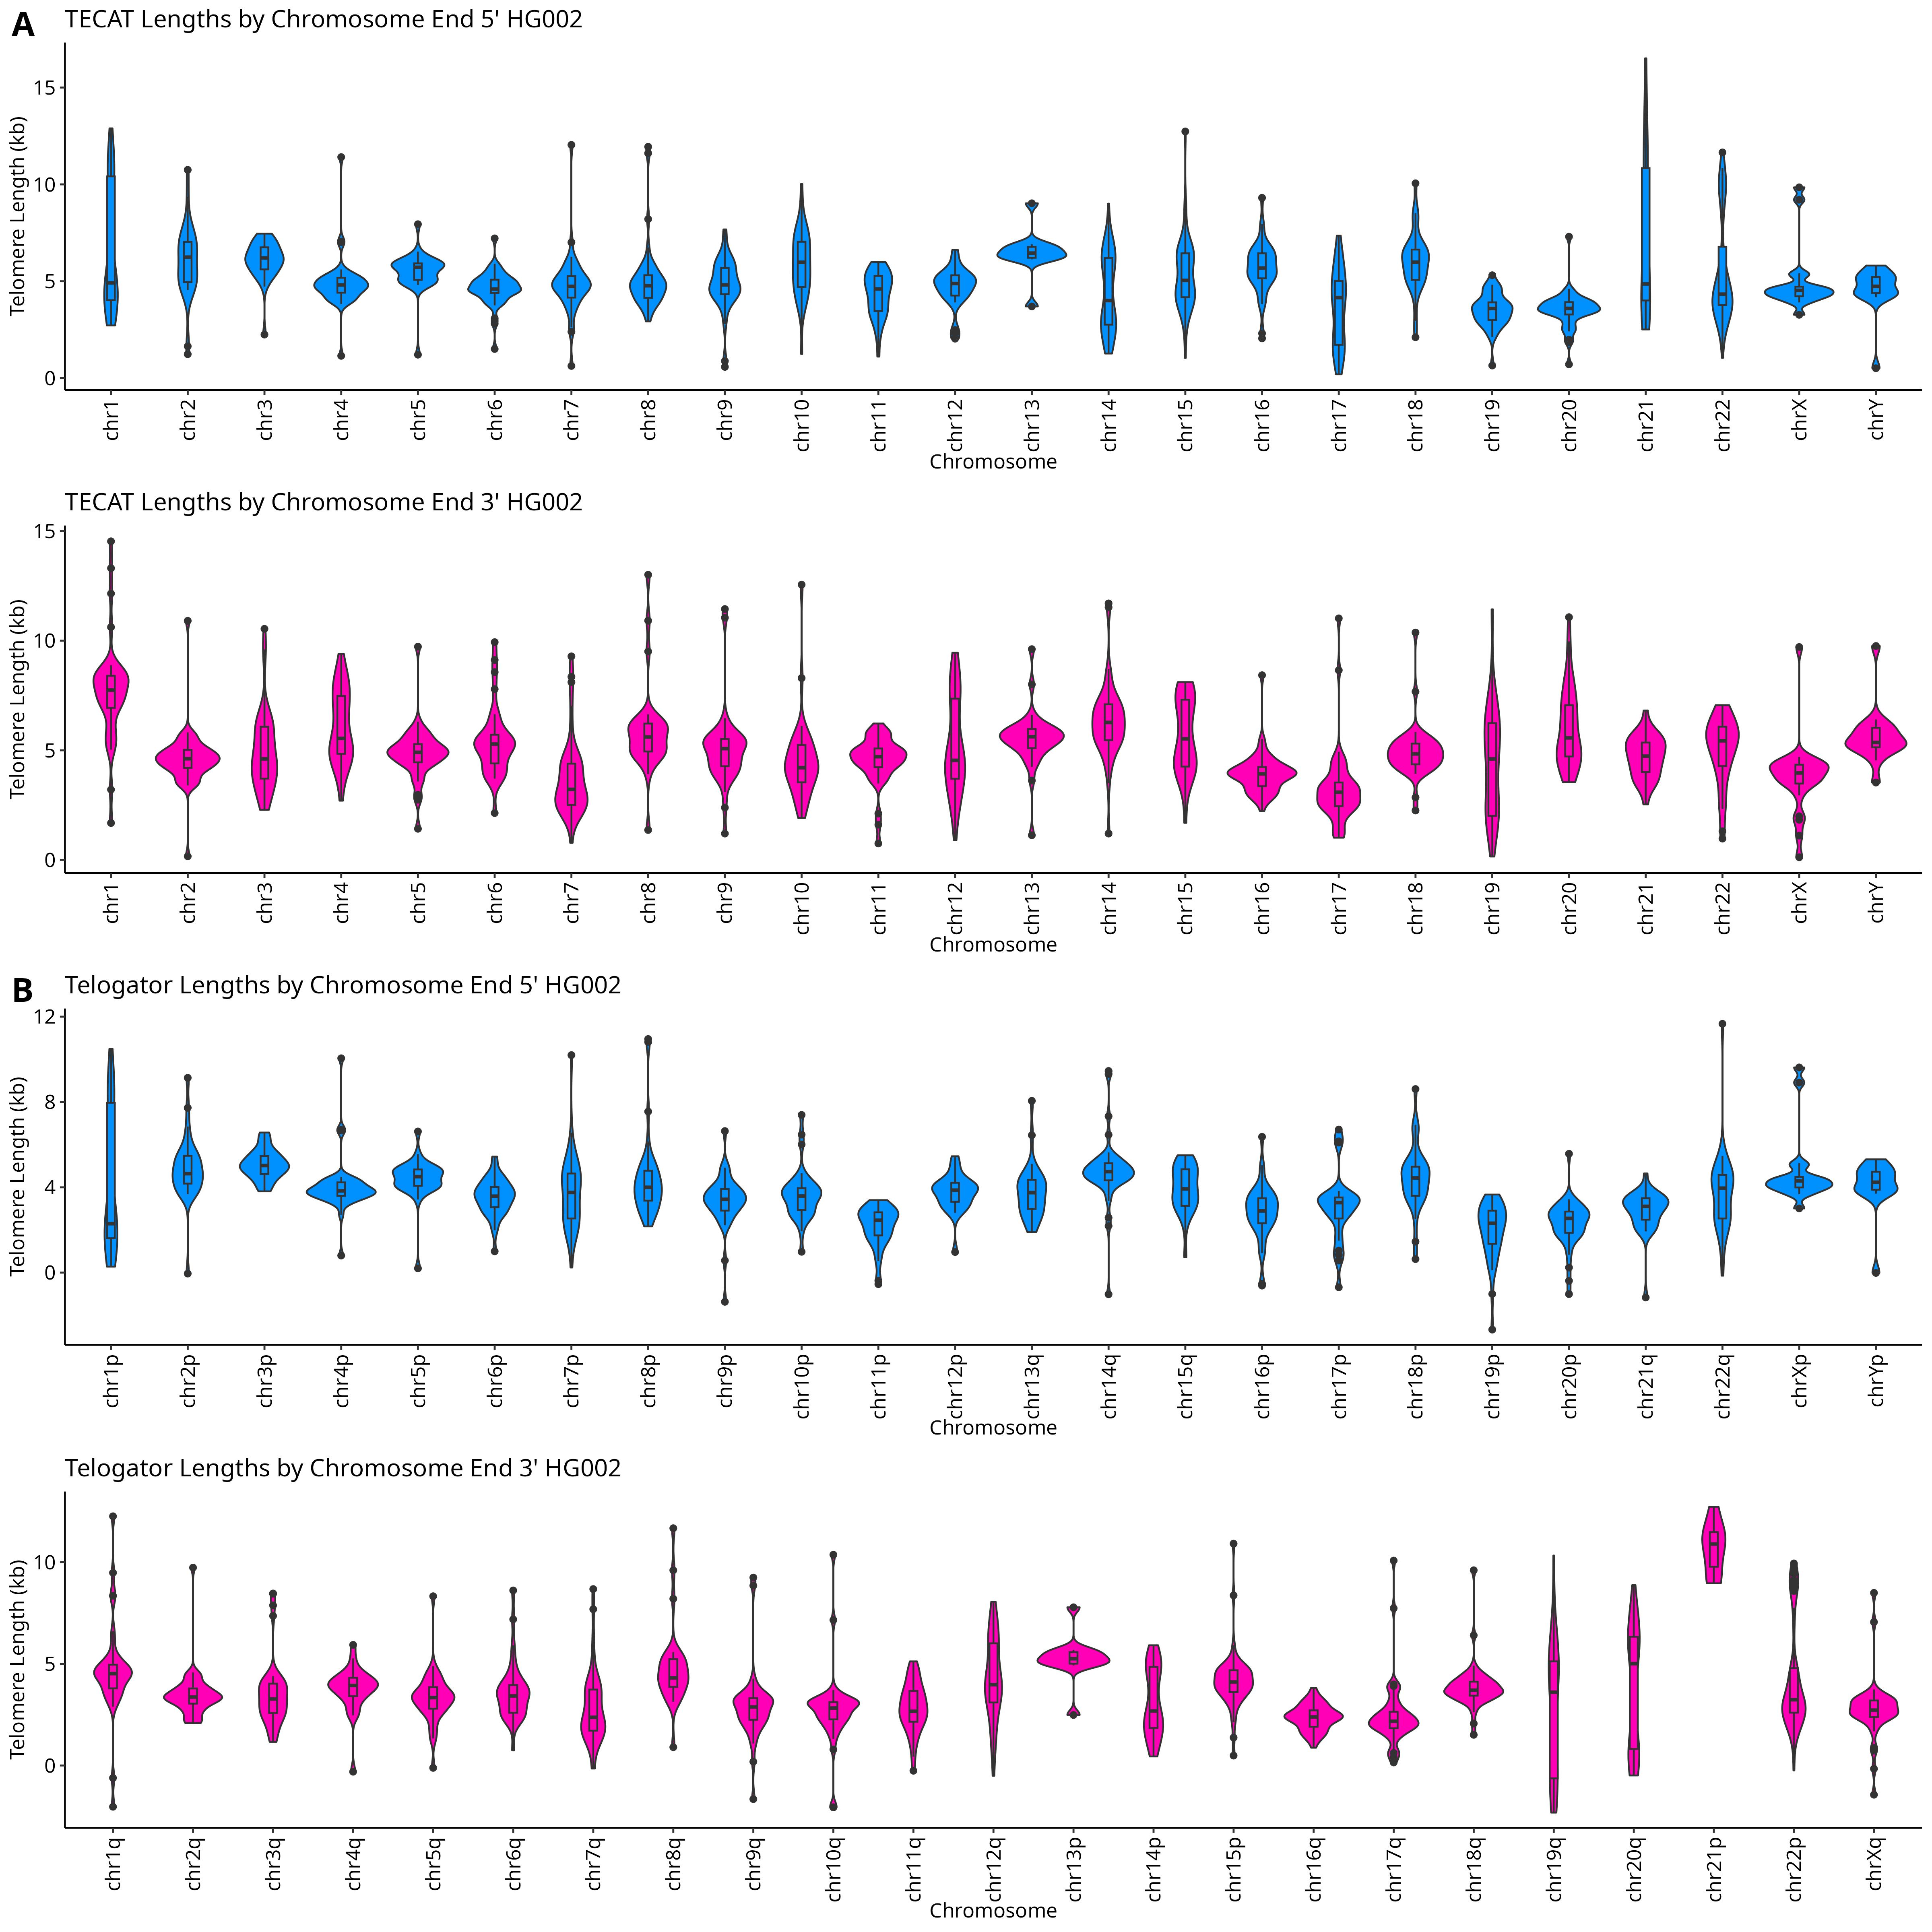 A
TECAT Lengths by Chromosome End 5' HG002
Telomere Length (kb)
15
10
5
0
chr1 chr2 chr3 chr4 chr5 chr6 chr7 chr8 chr9 chr10 chr11 chr12 chr13 chr14 chr15 chr16 chr17 chr18 chr19 chr20 chr21 chr22 chrX chrY
Chromosome
TECAT Lengths by Chromosome End 3' HG002
Telomere Length (kb)
15
10
5
0
chr1 chr2 chr3 chr4 chr5 chr6 chr7 chr8 chr9 chr10 chr11 chr12 chr13 chr14 chr15 chr16 chr17 chr18 chr19 chr20 chr21 chr22 chrX chrY
Chromosome
B
Telogator Lengths by Chromosome End 5' HG002
Telomere Length (kb)
12
8
4
0
chr1p chr2p chr3p chr4p chr5p chr6p chr7p chr8p chr9p chr10p chr11p chr12p chr13q chr14q chr15q chr16p chr17p chr18p chr19p chr20p chr21q chr22q chrXp chrYp
Chromosome
Telogator Lengths by Chromosome End 3' HG002
Telomere Length (kb)
10
5
0
chr1q chr2q chr3q chr4q chr5q chr6q chr7q chr8q chr9q chr10q chr11q chr12q chr13p chr14p chr15p chr16q chr17q chr18q chr19q chr20q chr21p chr22p chrXq
Chromosome